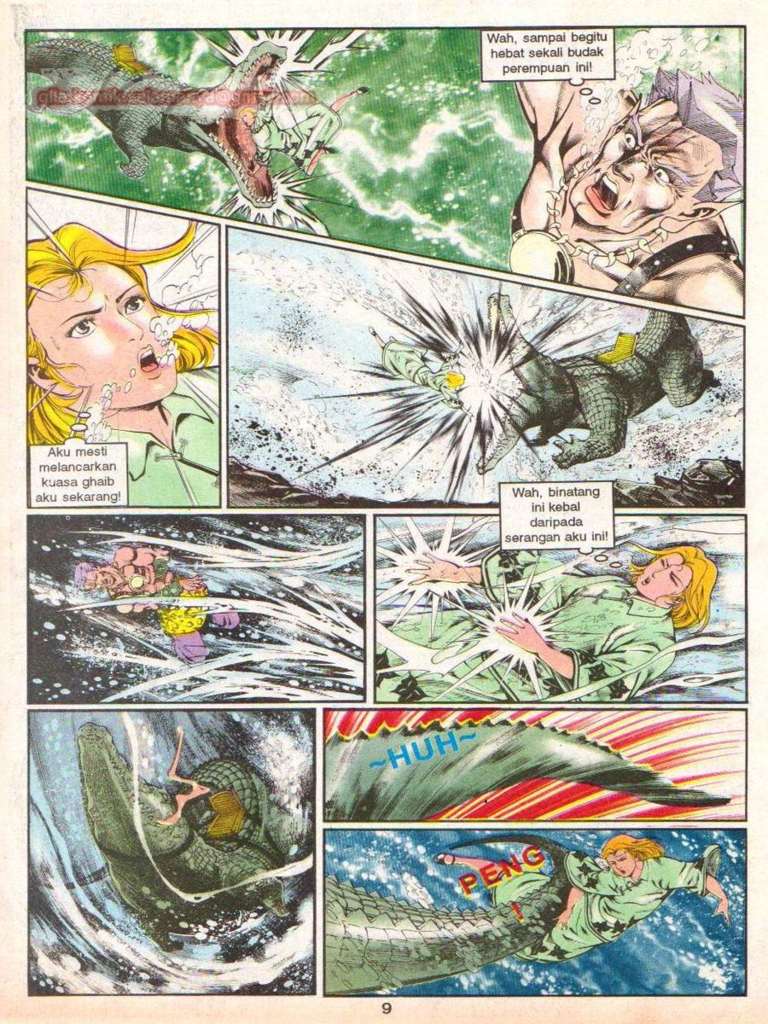 Wah, sampai begitu
hebat sekali budak
perempuan ini!
Aku mesti
melancarkan
kuasa ghaib
aku sekarang!
Wah, binatang
ini kebal
daripada
serangan aku ini!
~HUH~
PENG
!
9